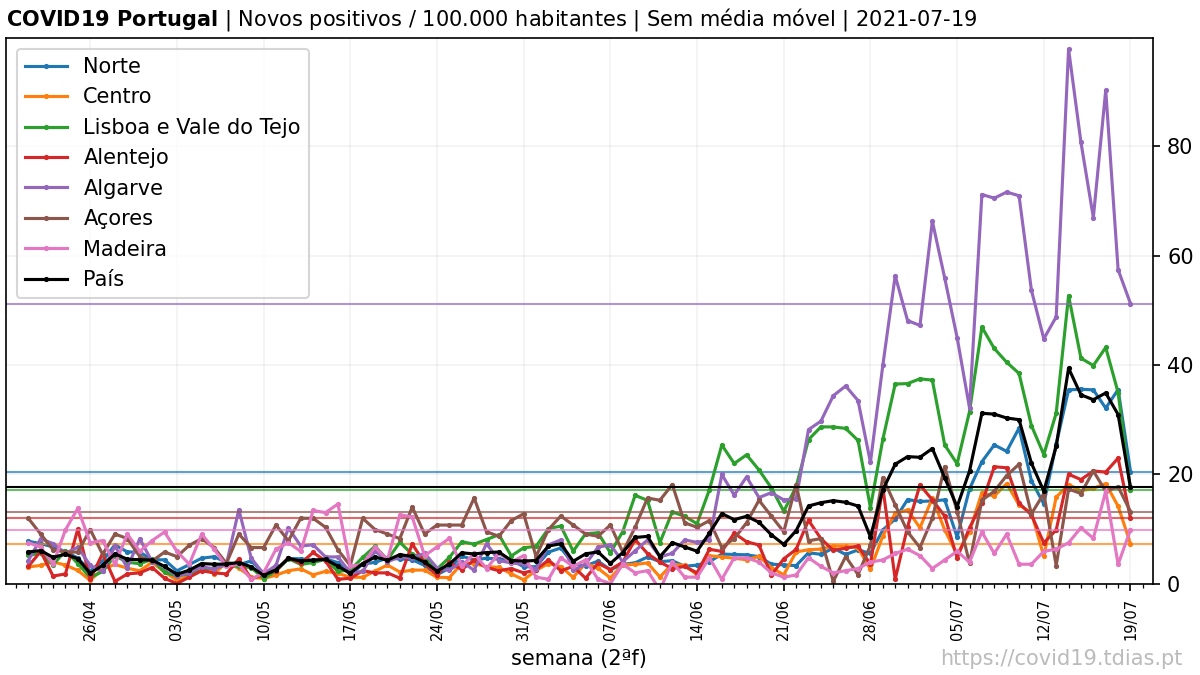 COVID19 Portugal | Novos positivos / 100.000 habitantes | Sem média móvel | 2021-07-19
Norte
Centro
Lisboa e Vale do Tejo
Alentejo
Algarve
Açores
Madeira
País
80
60
40
20
0
26/04
03/05
10/05
17/05
24/05
31/05
07/06
14/06
21/06
28/06
05/07
12/07
19/07
semana (2ªf)
https://covid19.tdias.pt